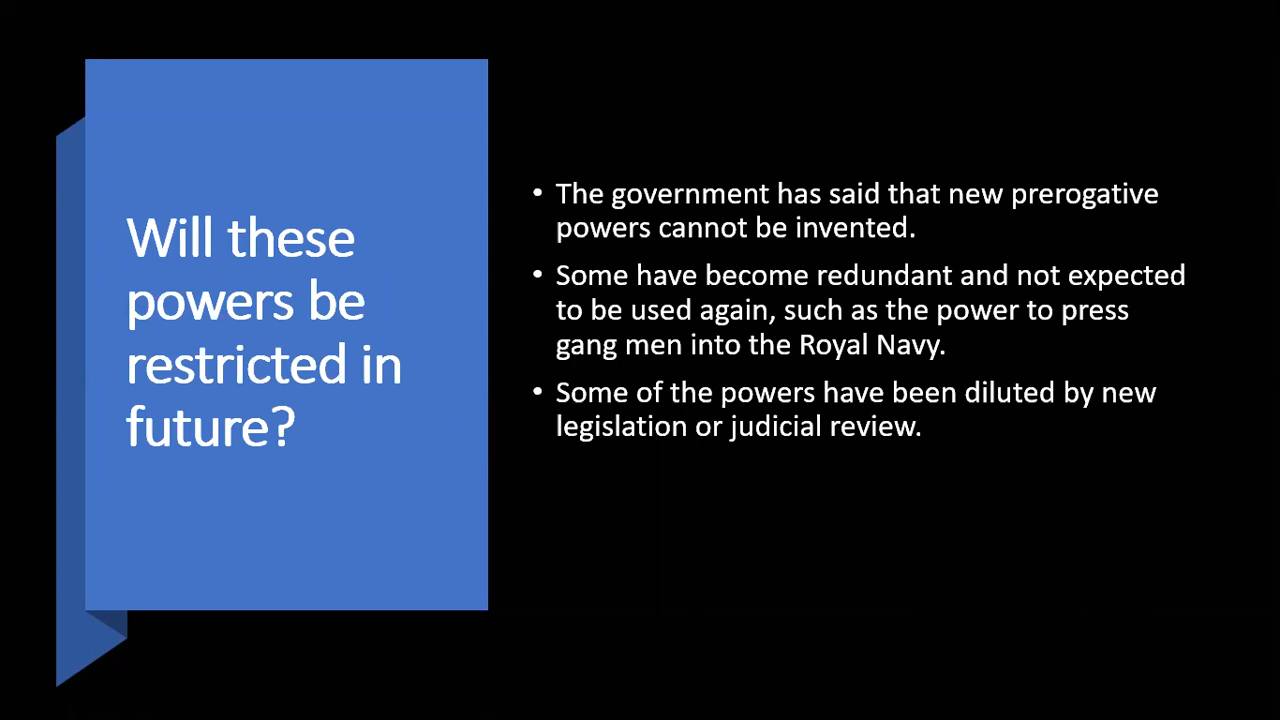 Will these
powers be
restricted in
future?
• The government has said that new prerogative
powers cannot be invented.
• Some have become redundant and not expected
to be used again, such as the power to press
gang men into the Royal Navy.
• Some of the powers have been diluted by new
legislation or judicial review.